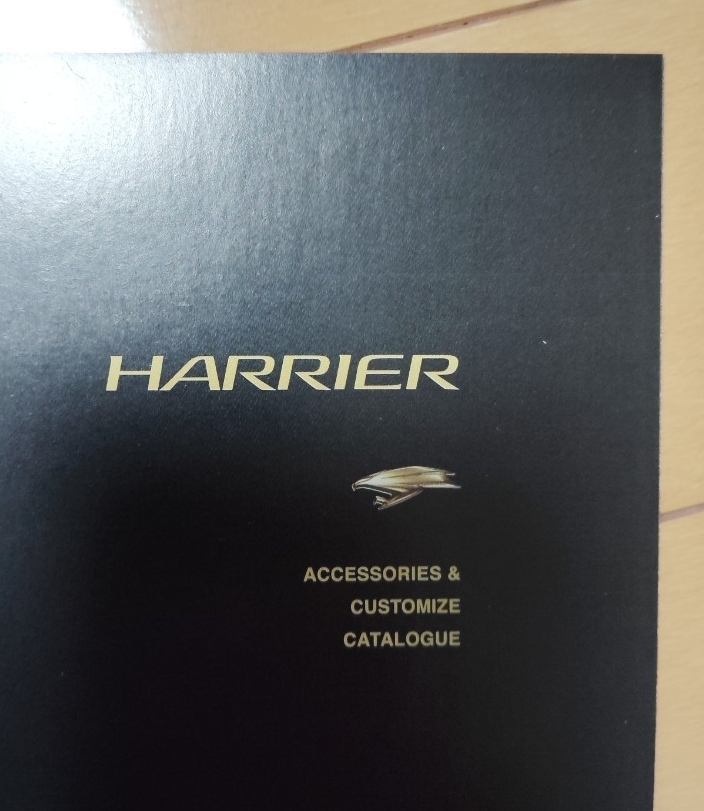 HARRIER
ACCESSORIES &
CUSTOMIZE
CATALOGUE